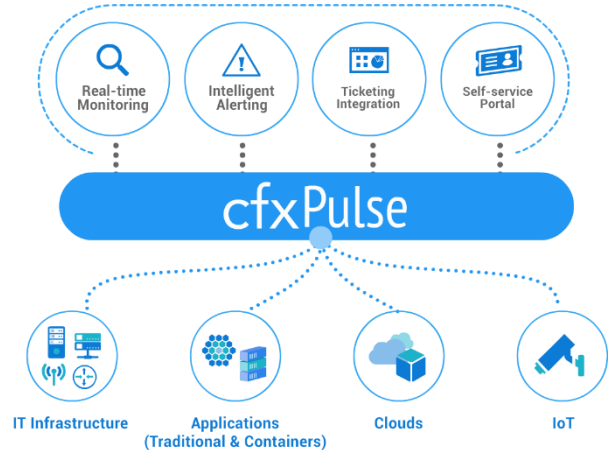 Real-time
Monitoring
Intelligent
Alerting
Ticketing
Integration
Self-service
Portal
cfxPulse
IT Infrastructure
Applications
(Traditional & Containers)
Clouds
IoT